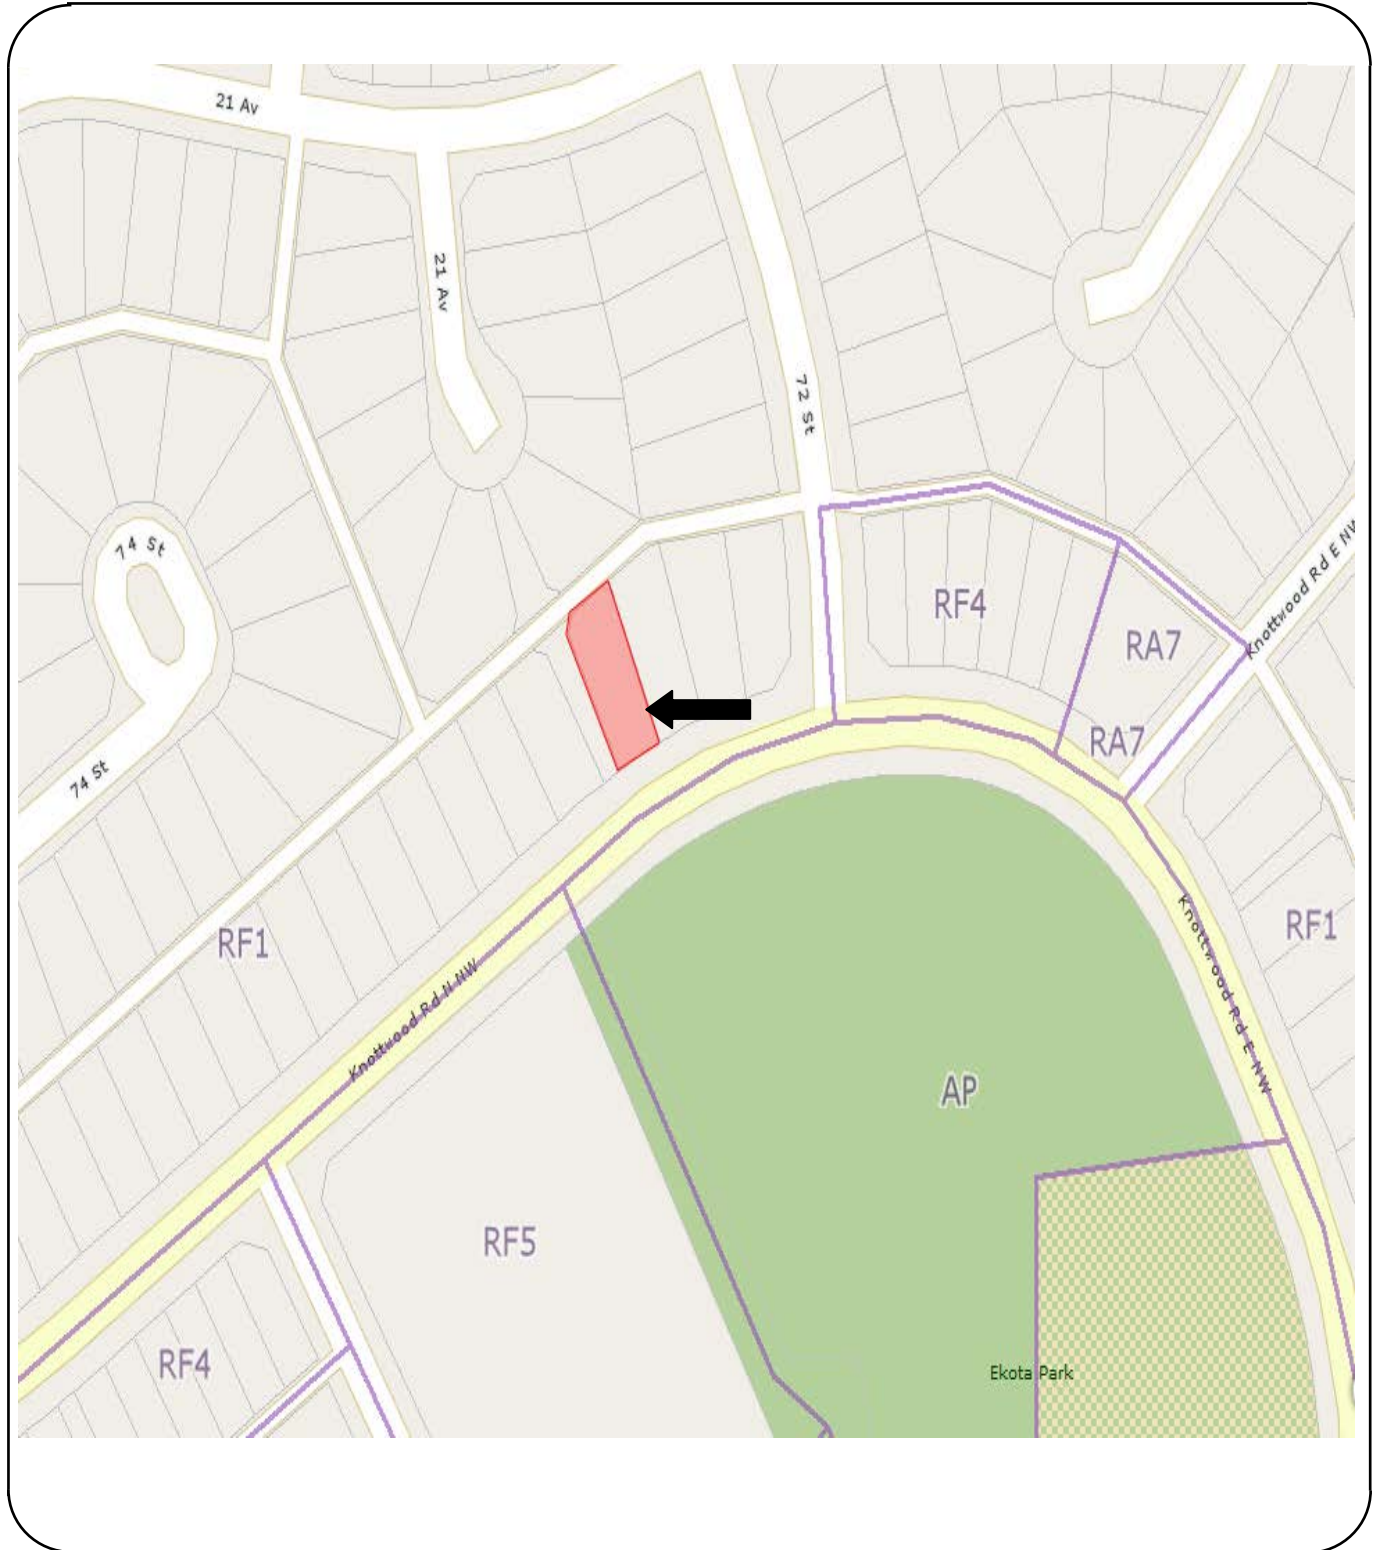 21 Av
21 Av
72 St
74 St
Knottwood Rd E NW
RF4
RA7
RA7
74 St
RF1
RF1
Knottwood Rd N NW
Knottwood Rd E NW
AP
RF5
RF4
Ekota Park